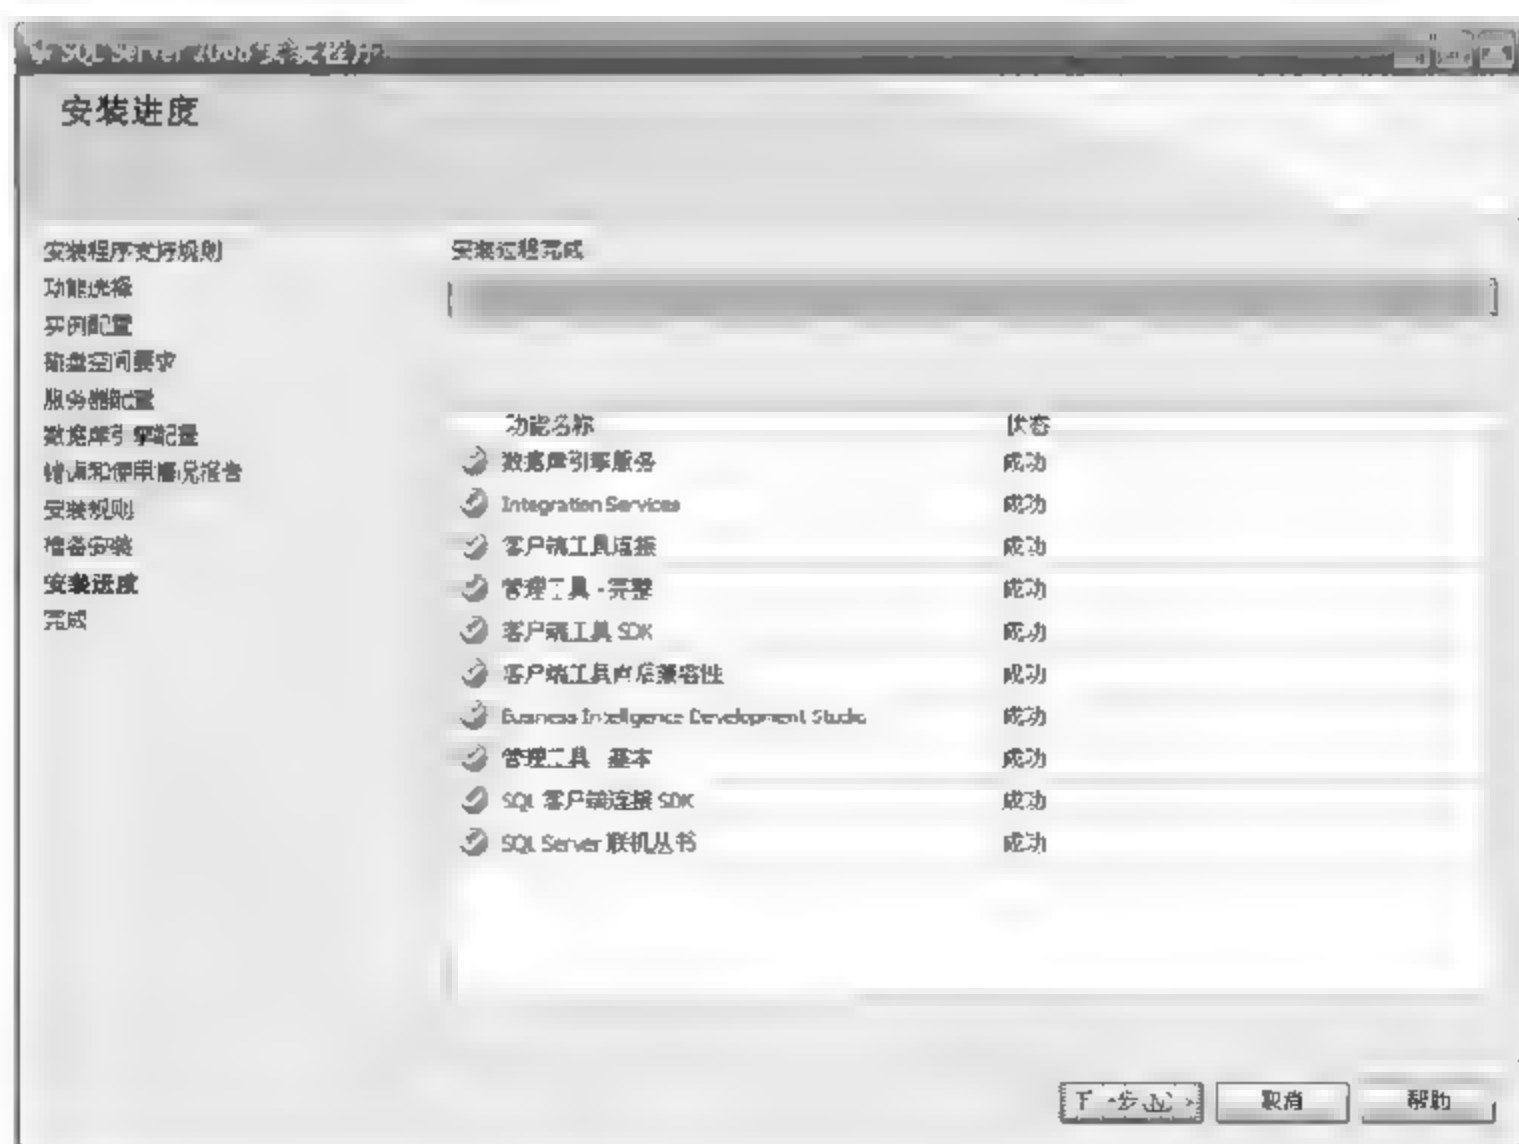 SQL Server 2008 安装程序
安装进度
安装程序支持规则
功能选择
实例配置
磁盘空间要求
服务器配置
数据库引擎配置
错误和使用情况报告
安装规则
准备安装
安装进度
完成
安装过程完成
功能名称 状态
数据库引擎服务 成功
Integration Services 成功
客户端工具连接 成功
管理工具 - 完整 成功
客户端工具 SDK 成功
客户端工具向后兼容性 成功
Business Intelligence Development Studio 成功
管理工具 - 基本 成功
SQL 客户端连接 SDK 成功
SQL Server 联机丛书 成功
下一步(N) > 取消 帮助